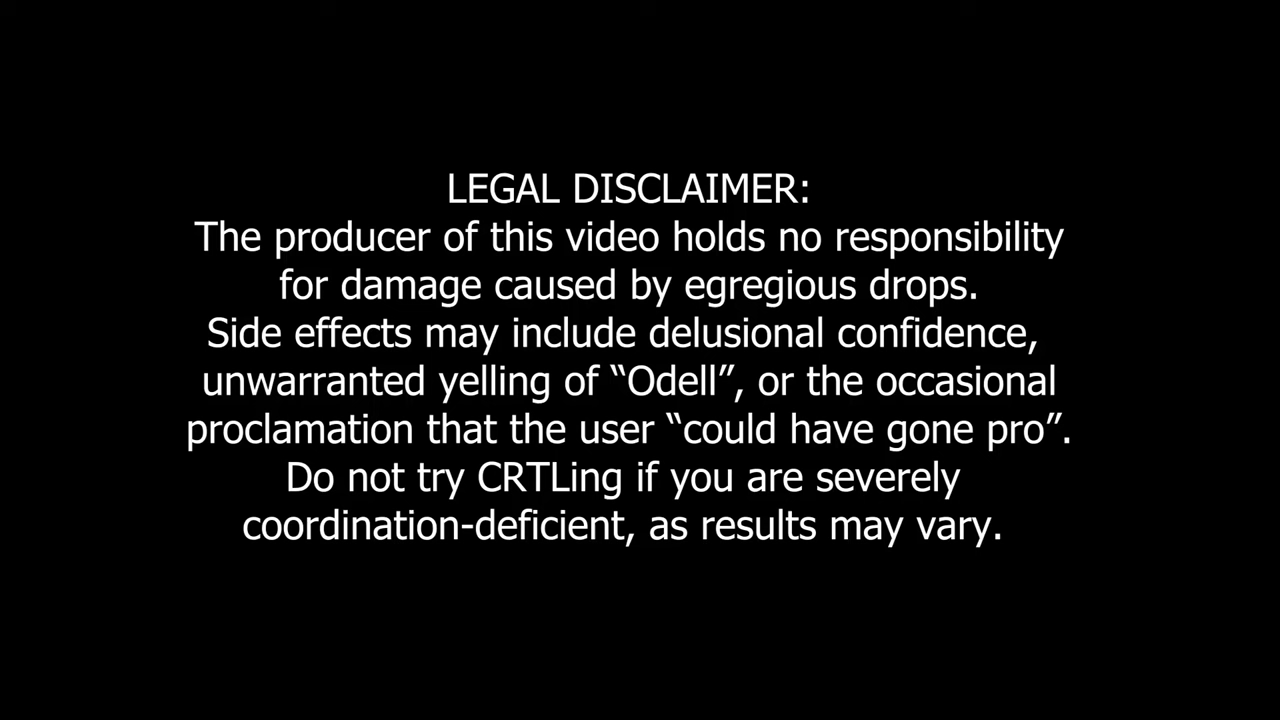 LEGAL DISCLAIMER:
The producer of this video holds no responsibility
for damage caused by egregious drops.
Side effects may include delusional confidence,
unwarranted yelling of “Odell”, or the occasional
proclamation that the user “could have gone pro”.
Do not try CRTLing if you are severely
coordination-deficient, as results may vary.